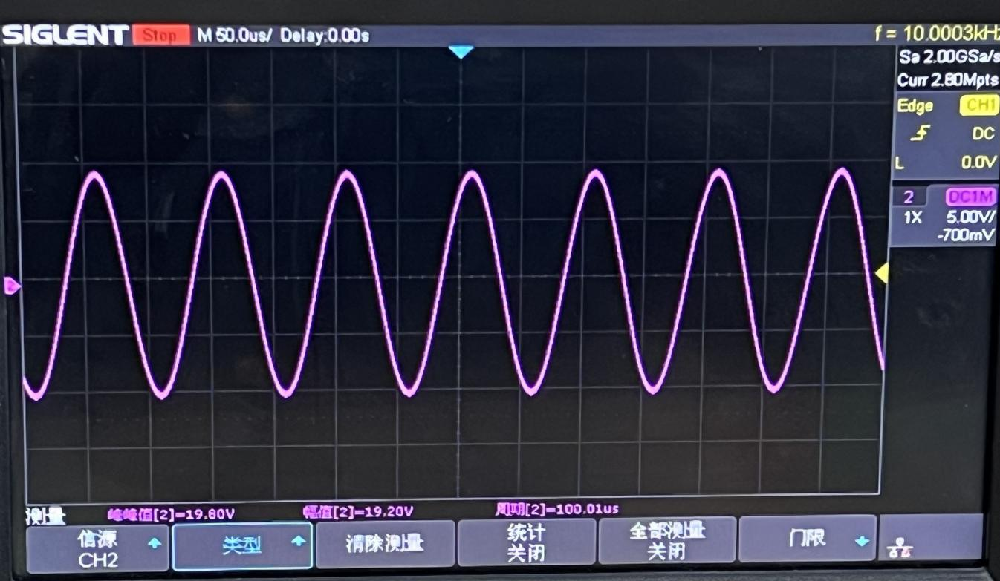 SIGLENT Stop M 50.0us/ Delay:0.00s f = 10.0003kHz
Sa 2.00GSa/s
Curr 2.80Mpts
Edge CH1
DC
L 0.0V
2 DC1M
1X 5.00V/
-700mV
2
测量 峰峰值[2]=19.80V 幅值[2]=19.20V 周期[2]=100.01us
信源
CH2
类型
清除测量
统计
关闭
全部测量
关闭
门限